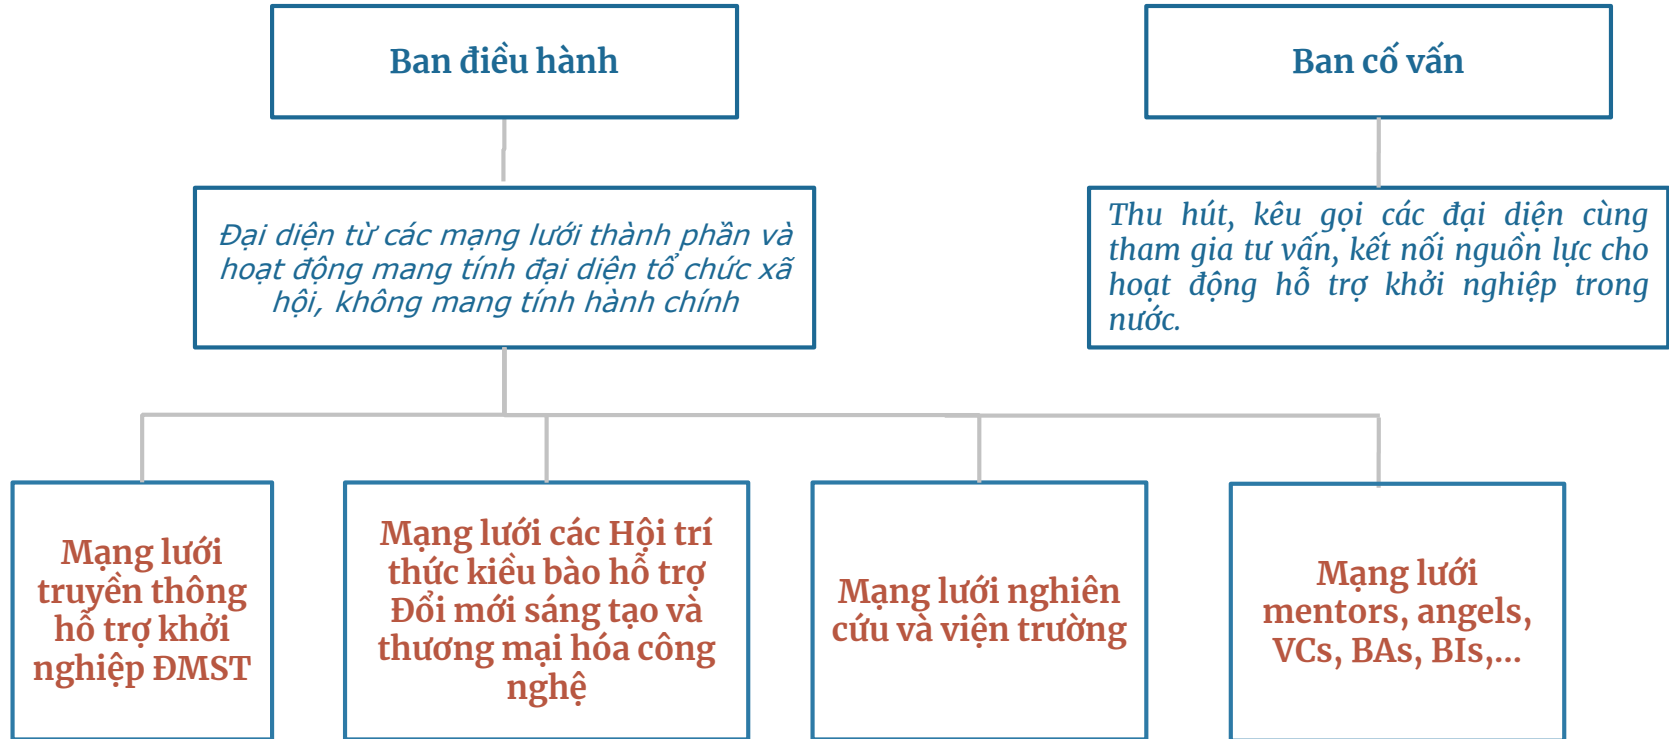 Ban điều hành
Ban cố vấn
Đại diện từ các mạng lưới thành phần và
hoạt động mang tính đại diện tổ chức xã
hội, không mang tính hành chính
Thu hút, kêu gọi các đại diện cùng
tham gia tư vấn, kết nối nguồn lực cho
hoạt động hỗ trợ khởi nghiệp trong
nước.
Mạng lưới
truyền thông
hỗ trợ khởi
nghiệp ĐMST
Mạng lưới các Hội trí
thức kiều bào hỗ trợ
Đổi mới sáng tạo và
thương mại hóa công
nghệ
Mạng lưới nghiên
cứu và viện trường
Mạng lưới
mentors, angels,
VCs, BAs, BIs,...